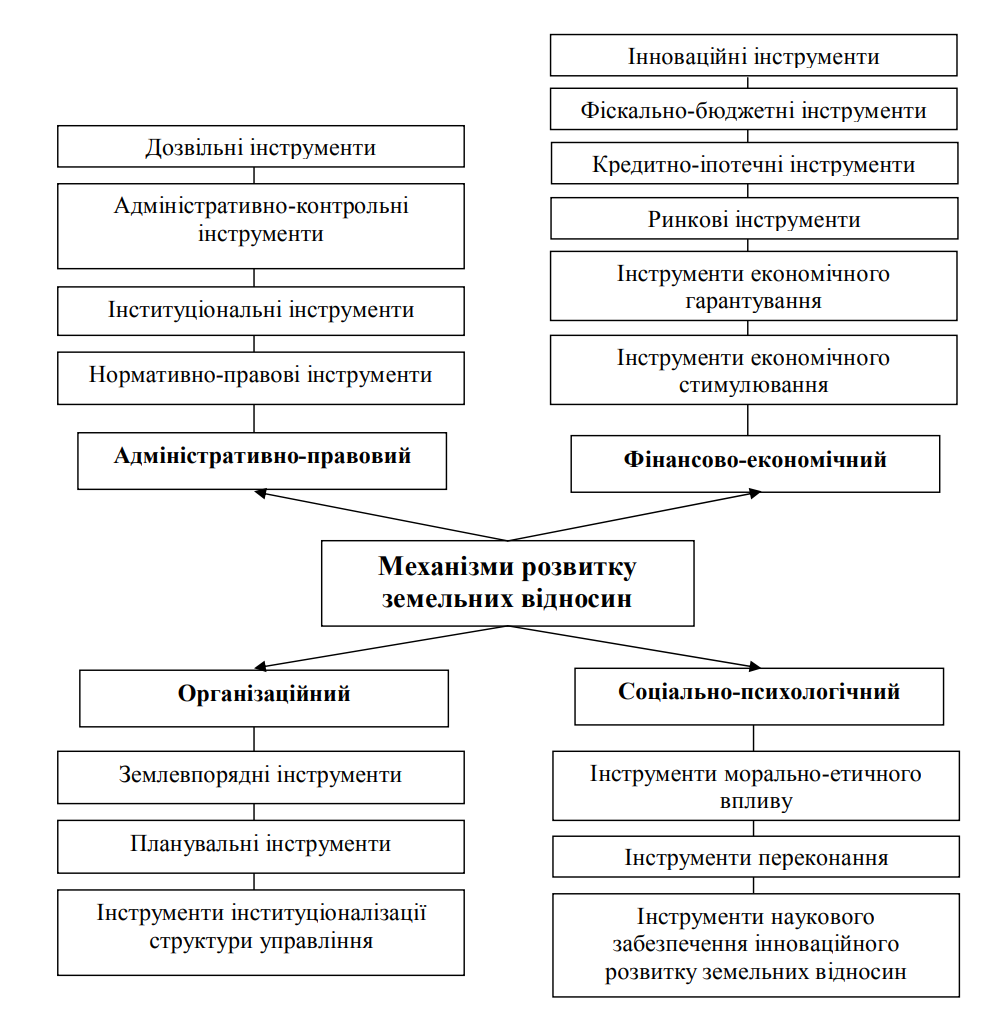 Дозвільні інструменти
Адміністративно-контрольні
інструменти
Інституціональні інструменти
Нормативно-правові інструменти
Адміністративно-правовий
Інноваційні інструменти
Фіскально-бюджетні інструменти
Кредитно-іпотечні інструменти
Ринкові інструменти
Інструменти економічного
гарантування
Інструменти економічного
стимулювання
Фінансово-економічний
Механізми розвитку
земельних відносин
Організаційний
Землевпорядні інструменти
Планувальні інструменти
Інструменти інституціоналізації
структури управління
Соціально-психологічний
Інструменти морально-етичного
впливу
Інструменти переконання
Інструменти наукового
забезпечення інноваційного
розвитку земельних відносин